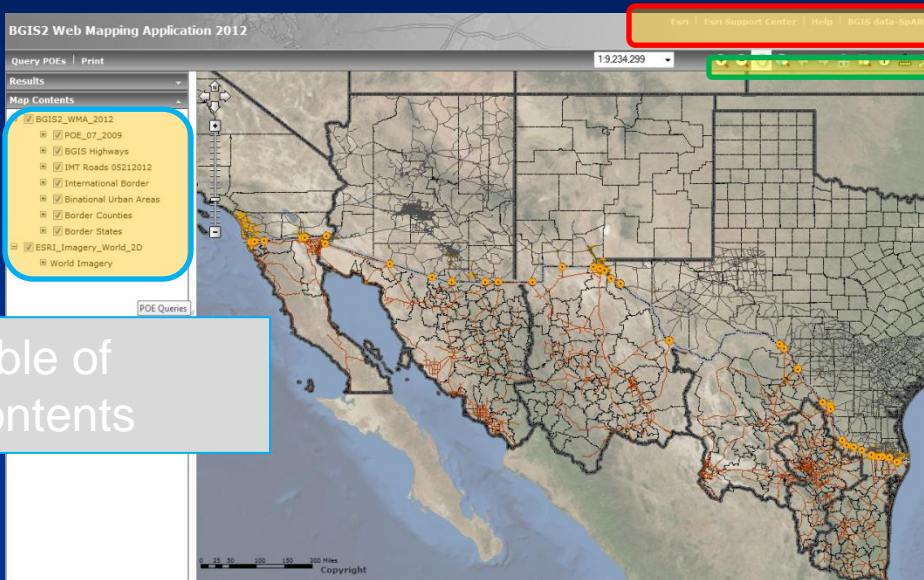 BGIS2 Web Mapping Application 2012
Esri | Esri Support Center | Help | BGIS data-SpAR
Query POEs | Print
1:9,234,299
Results
Map Contents
BGIS2_WMA_2012
POE_07_2009
BGIS Highways
IMT Roads 05212012
International Border
Binational Urban Areas
Border Counties
Border States
ESRI_Imagery_World_2D
World Imagery
POE Queries
ble of
ontents
0 25 50 100 150 200 Miles
Copyright